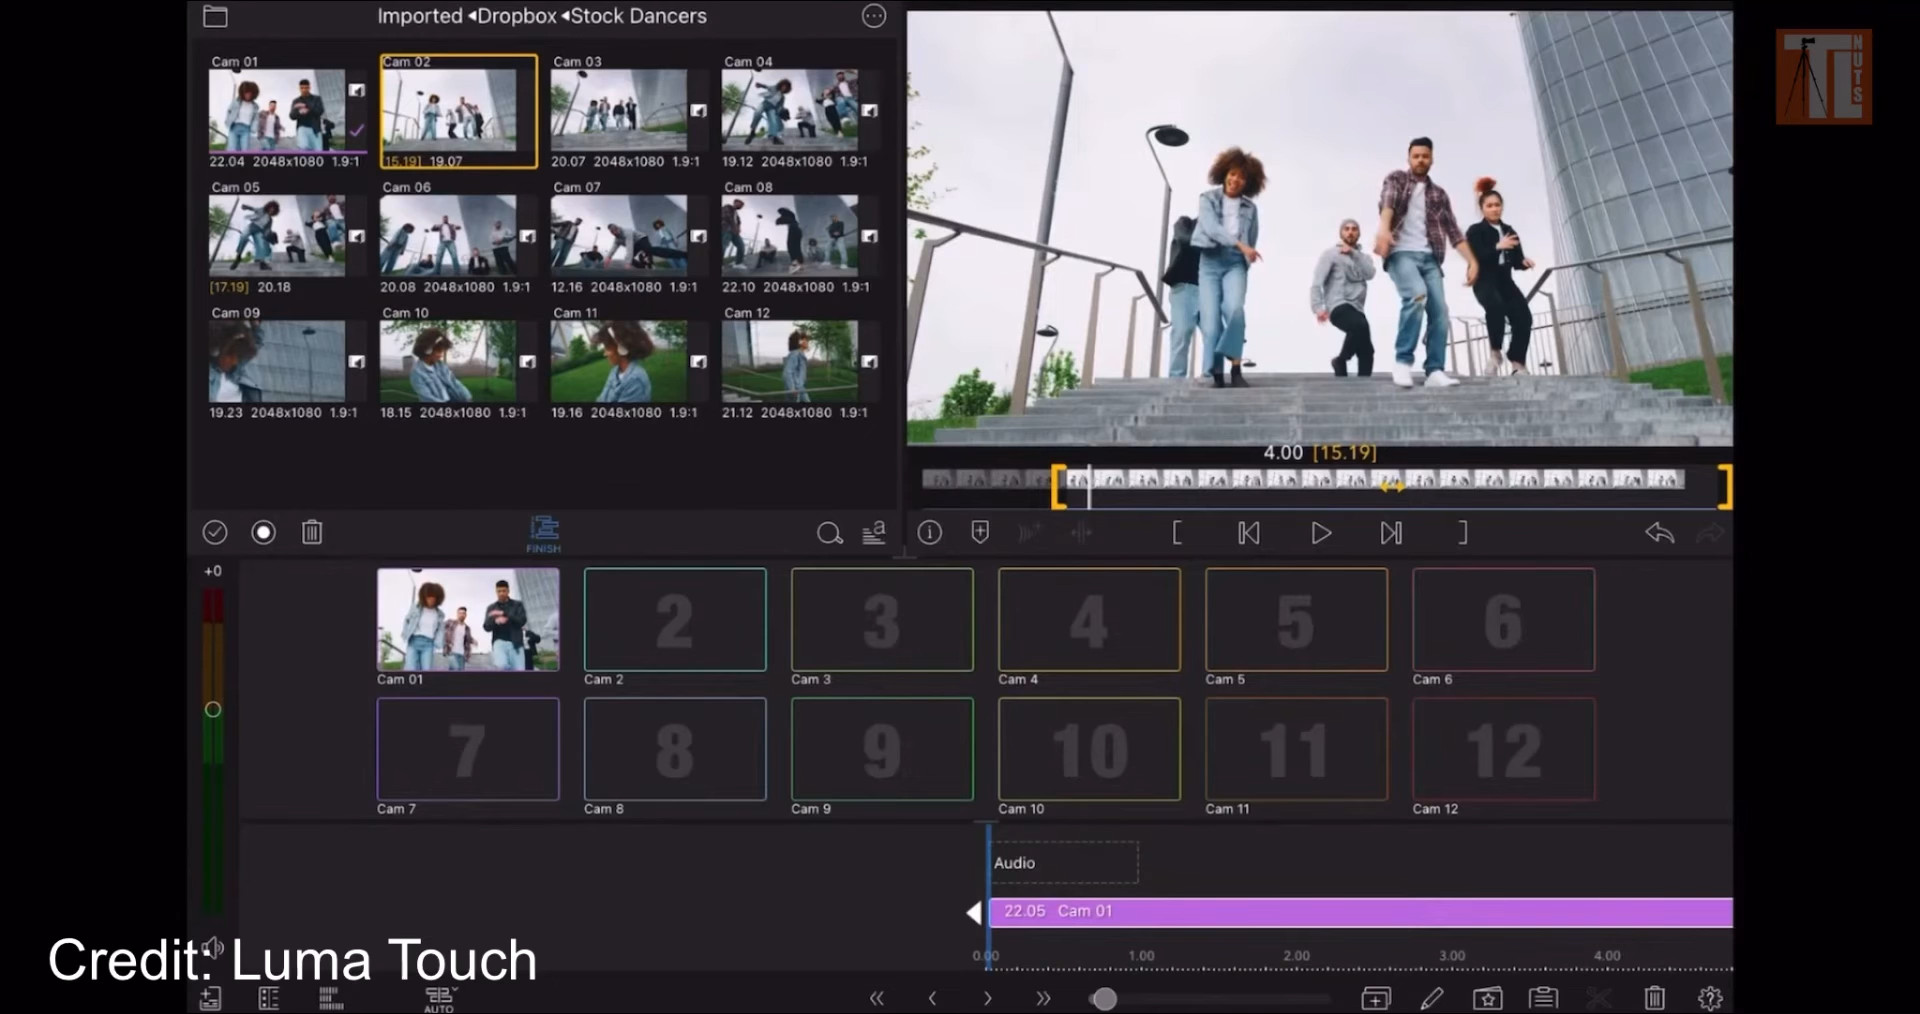 Imported ◂Dropbox ◂Stock Dancers
TL NUTS
Cam 01
Cam 02
Cam 03
Cam 04
22.04 2048x1080 1.9:1
[15.19] 19.07
20.07 2048x1080 1.9:1
19.12 2048x1080 1.9:1
Cam 05
Cam 06
Cam 07
Cam 08
[17.19] 20.18
20.08 2048x1080 1.9:1
12.16 2048x1080 1.9:1
22.10 2048x1080 1.9:1
Cam 09
Cam 10
Cam 11
Cam 12
19.23 2048x1080 1.9:1
18.15 2048x1080 1.9:1
19.16 2048x1080 1.9:1
21.12 2048x1080 1.9:1
4.00 [15.19]
FINISH
+0
2
3
4
5
6
Cam 01
Cam 2
Cam 3
Cam 4
Cam 5
Cam 6
7
8
9
10
11
12
Cam 7
Cam 8
Cam 9
Cam 10
Cam 11
Cam 12
Audio
22.05 Cam 01
0.00 1.00 2.00 3.00 4.00
Credit: Luma Touch
AUTO